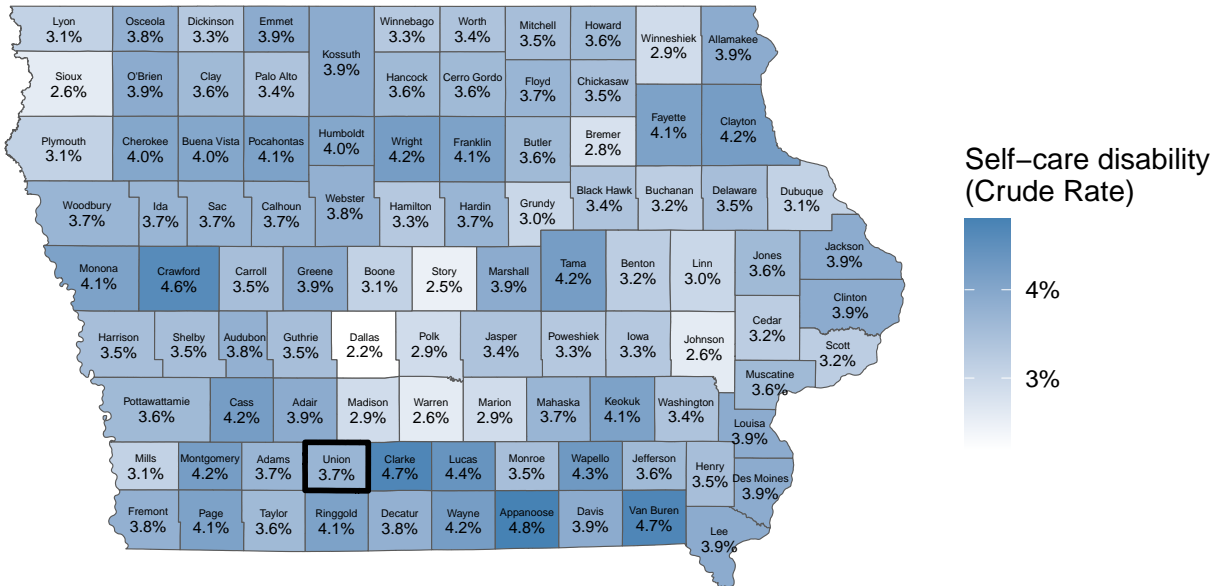 Lyon
3.1%
Osceola
3.8%
Dickinson
3.3%
Emmet
3.9%
Kossuth
3.9%
Winnebago
3.3%
Worth
3.4%
Mitchell
3.5%
Howard
3.6%
Winneshiek
2.9%
Allamakee
3.9%
Sioux
2.6%
O'Brien
3.9%
Clay
3.6%
Palo Alto
3.4%
Hancock
3.6%
Cerro Gordo
3.6%
Floyd
3.7%
Chickasaw
3.5%
Fayette
4.1%
Clayton
4.2%
Plymouth
3.1%
Cherokee
4.0%
Buena Vista
4.0%
Pocahontas
4.1%
Humboldt
4.0%
Wright
4.2%
Franklin
4.1%
Butler
3.6%
Bremer
2.8%
Woodbury
3.7%
Ida
3.7%
Sac
3.7%
Calhoun
3.7%
Webster
3.8%
Hamilton
3.3%
Hardin
3.7%
Grundy
3.0%
Black Hawk
3.4%
Buchanan
3.2%
Delaware
3.5%
Dubuque
3.1%
Monona
4.1%
Crawford
4.6%
Carroll
3.5%
Greene
3.9%
Boone
3.1%
Story
2.5%
Marshall
3.9%
Tama
4.2%
Benton
3.2%
Linn
3.0%
Jones
3.6%
Jackson
3.9%
Clinton
3.9%
Harrison
3.5%
Shelby
3.5%
Audubon
3.8%
Guthrie
3.5%
Dallas
2.2%
Polk
2.9%
Jasper
3.4%
Poweshiek
3.3%
Iowa
3.3%
Johnson
2.6%
Cedar
3.2%
Scott
3.2%
Muscatine
3.6%
Pottawattamie
3.6%
Cass
4.2%
Adair
3.9%
Madison
2.9%
Warren
2.6%
Marion
2.9%
Mahaska
3.7%
Keokuk
4.1%
Washington
3.4%
Louisa
3.9%
Mills
3.1%
Montgomery
4.2%
Adams
3.7%
Union
3.7%
Clarke
4.7%
Lucas
4.4%
Monroe
3.5%
Wapello
4.3%
Jefferson
3.6%
Henry
3.5%
Des Moines
3.9%
Fremont
3.8%
Page
4.1%
Taylor
3.6%
Ringgold
4.1%
Decatur
3.8%
Wayne
4.2%
Appanoose
4.8%
Davis
3.9%
Van Buren
4.7%
Lee
3.9%
Self−care disability
(Crude Rate)
4%
3%